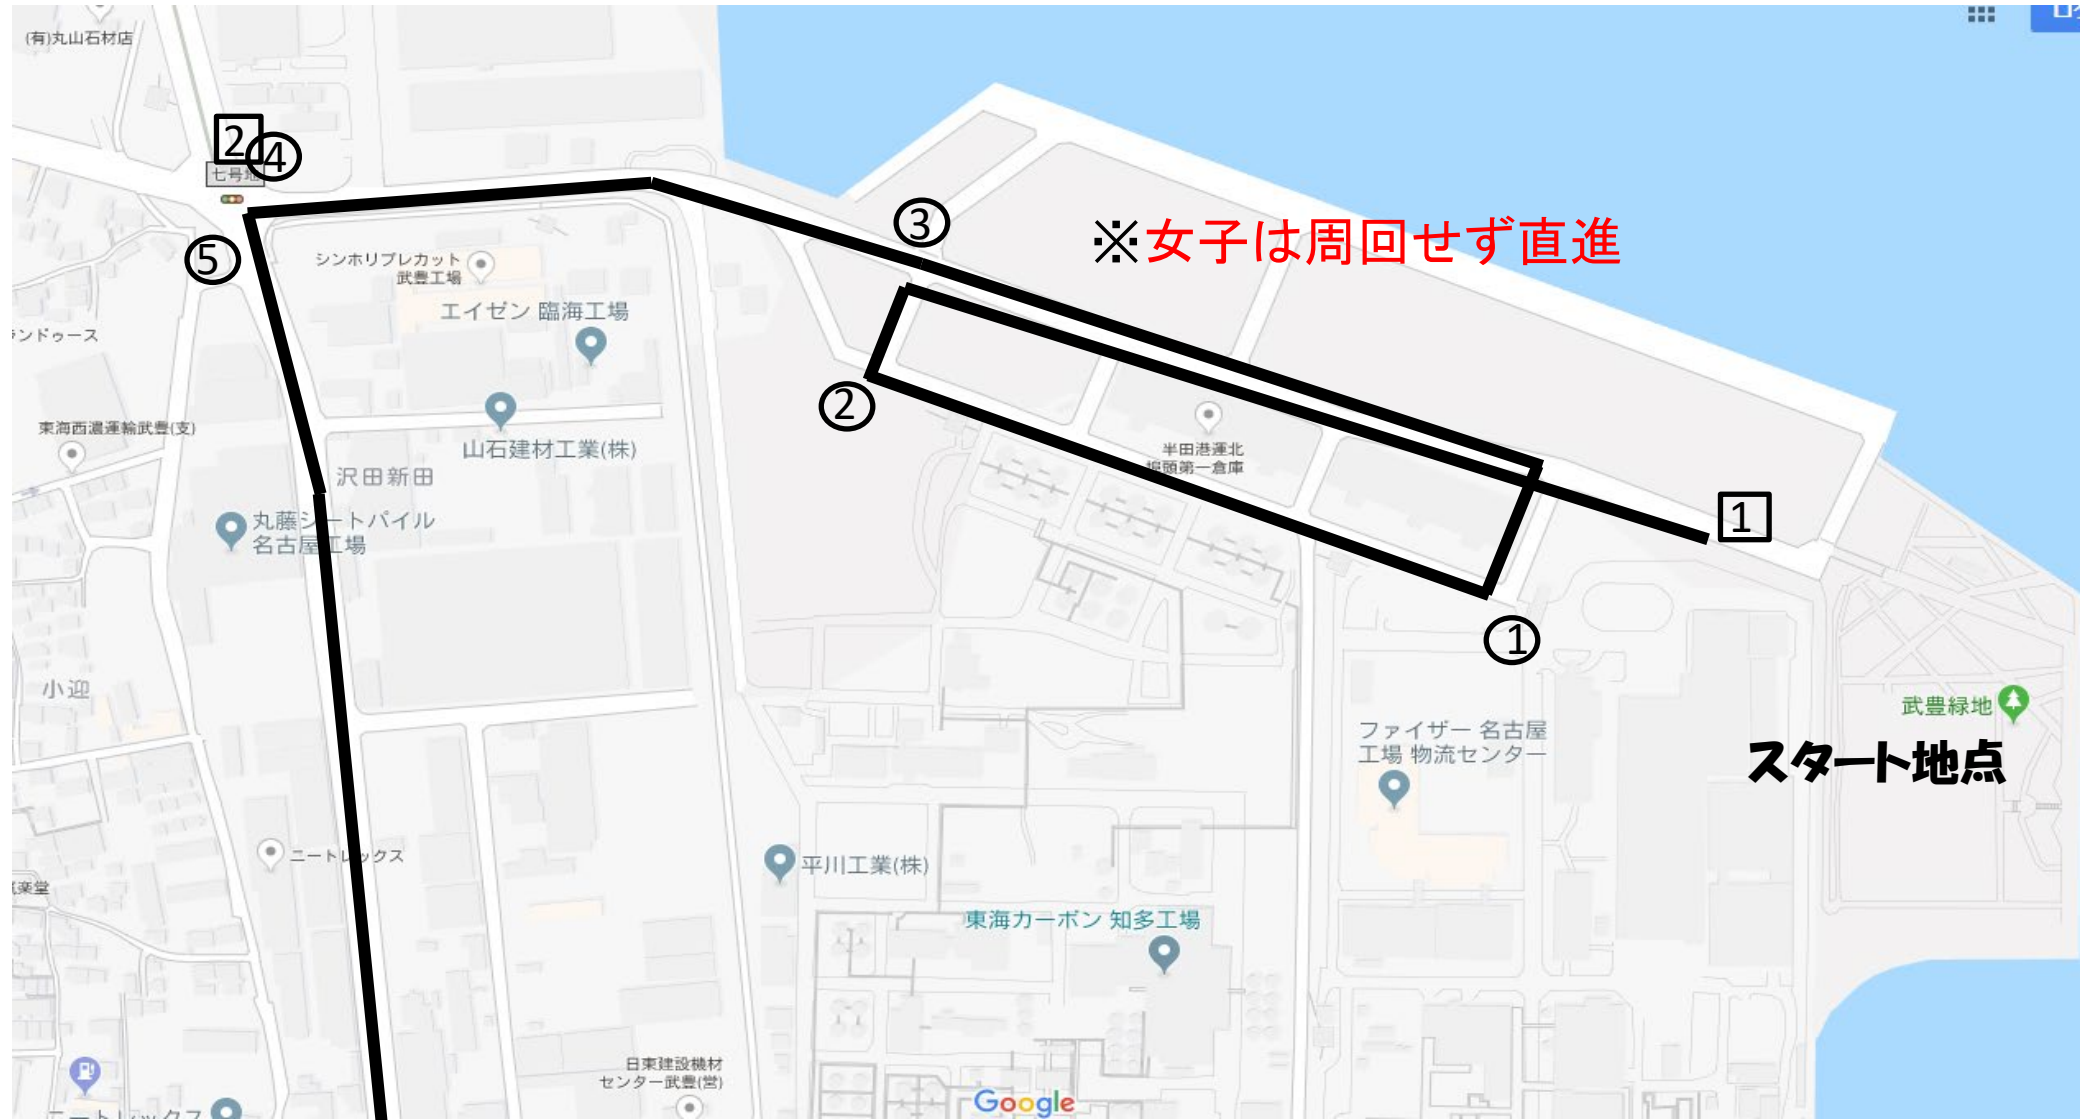 (有)丸山石材店
2
④
七号地
⑤
③
※女子は周回せず直進
シンホリプレカット
武豊工場
エイゼン 臨海工場
②
東海西濃運輸武豊(支)
山石建材工業(株)
沢田新田
半田港運北
埠頭第一倉庫
1
丸藤シートパイル
名古屋工場
①
小迎
武豊緑地
ファイザー 名古屋
工場 物流センター
スタート地点
ニートレックス
平川工業(株)
東海カーボン 知多工場
日東建設機材
センター武豊(営)
Google
ニートレックス